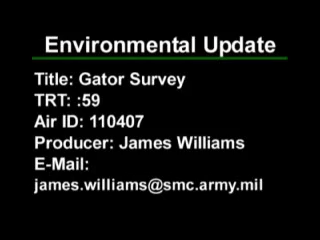 Environmental Update
Title: Gator Survey
TRT: :59
Air ID: 110407
Producer: James Williams
E-Mail:
james.williams@smc.army.mil